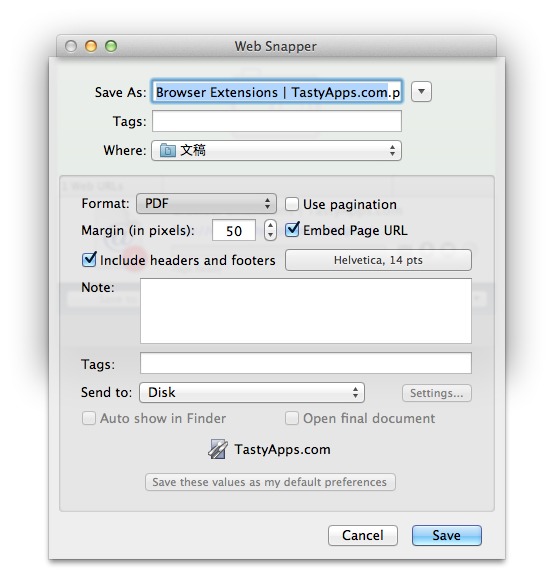 Web Snapper
Save As: Browser Extensions | TastyApps.com.p
Tags:
Where: 文稿
Format: PDF Use pagination
Margin (in pixels): 50 Embed Page URL
Include headers and footers Helvetica, 14 pts
Note:
Tags:
Send to: Disk Settings...
Auto show in Finder Open final document
TastyApps.com
Save these values as my default preferences
Cancel Save